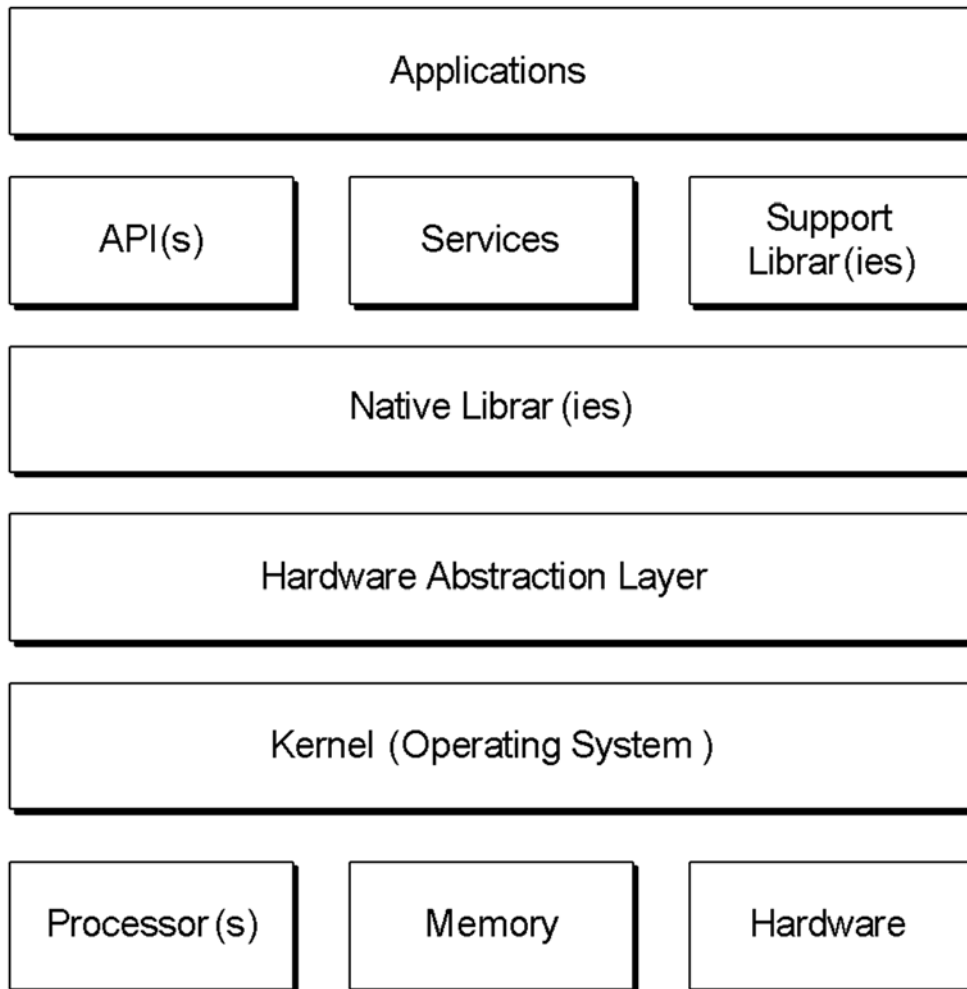 Applications
API(s)
Services
Support
Librar(ies)
Native Librar(ies)
Hardware Abstraction Layer
Kernel (Operating System )
Processor(s)
Memory
Hardware